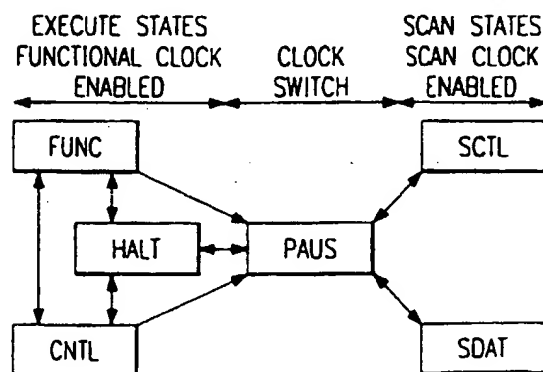 EXECUTE STATES
FUNCTIONAL CLOCK
ENABLED
CLOCK
SWITCH
SCAN STATES
SCAN CLOCK
ENABLED
FUNC
SCTL
HALT
PAUS
CNTL
SDAT